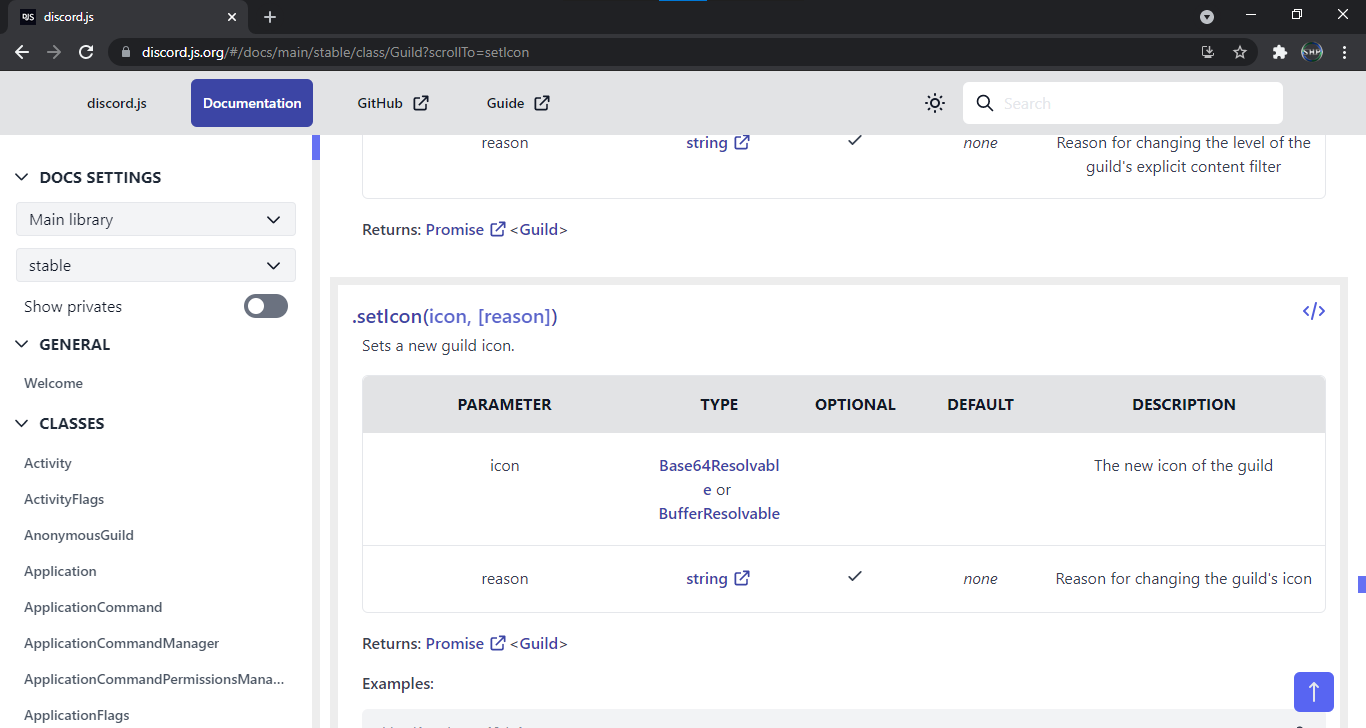 DJS discord.js
discord.js.org/#/docs/main/stable/class/Guild?scrollTo=setIcon
discord.js
Documentation
GitHub
Guide
Search
DOCS SETTINGS
Main library
stable
Show privates
GENERAL
Welcome
CLASSES
Activity
ActivityFlags
AnonymousGuild
Application
ApplicationCommand
ApplicationCommandManager
ApplicationCommandPermissionsMana...
ApplicationFlags
reason string none Reason for changing the level of the
guild's explicit content filter
Returns: Promise <Guild>
.setIcon(icon, [reason])
</>
Sets a new guild icon.
PARAMETER TYPE OPTIONAL DEFAULT DESCRIPTION
icon Base64Resolvabl The new icon of the guild
e or
BufferResolvable
reason string none Reason for changing the guild's icon
Returns: Promise <Guild>
Examples: